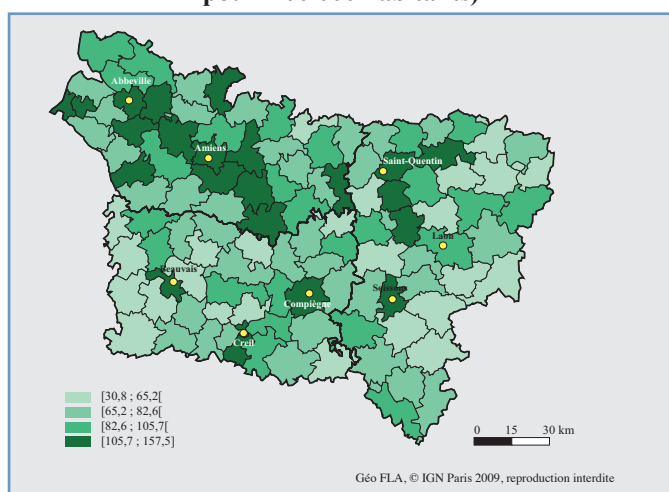 Abbeville
Amiens
Saint-Quentin
Laon
Beauvais
Soissons
Compiègne
Creil
[30,8 ; 65,2[
[65,2 ; 82,6[
[82,6 ; 105,7[
[105,7 ; 157,5]
0 15 30 km
Géo FLA, © IGN Paris 2009, reproduction interdite